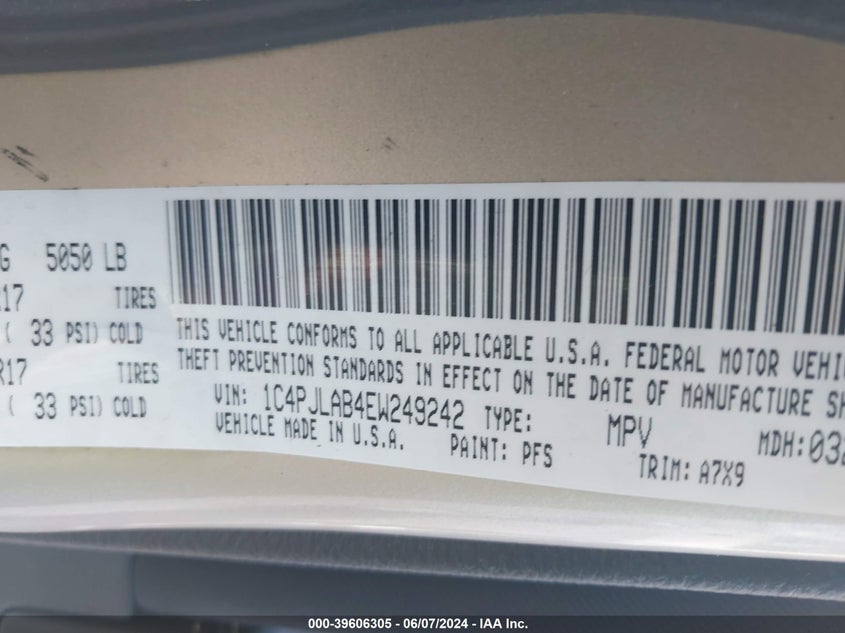 G 5050 LB
R17 TIRES
( 33 PSI) COLD
R17 TIRES
( 33 PSI) COLD
THIS VEHICLE CONFORMS TO ALL APPLICABLE U.S.A. FEDERAL MOTOR VEHI
THEFT PREVENTION STANDARDS IN EFFECT ON THE DATE OF MANUFACTURE SH
VIN: 1C4PJLAB4EW249242 TYPE: MPV MDH:032
VEHICLE MADE IN U.S.A. PAINT: PFS TRIM: A7X9
000-39606305 - 06/07/2024 - IAA Inc.